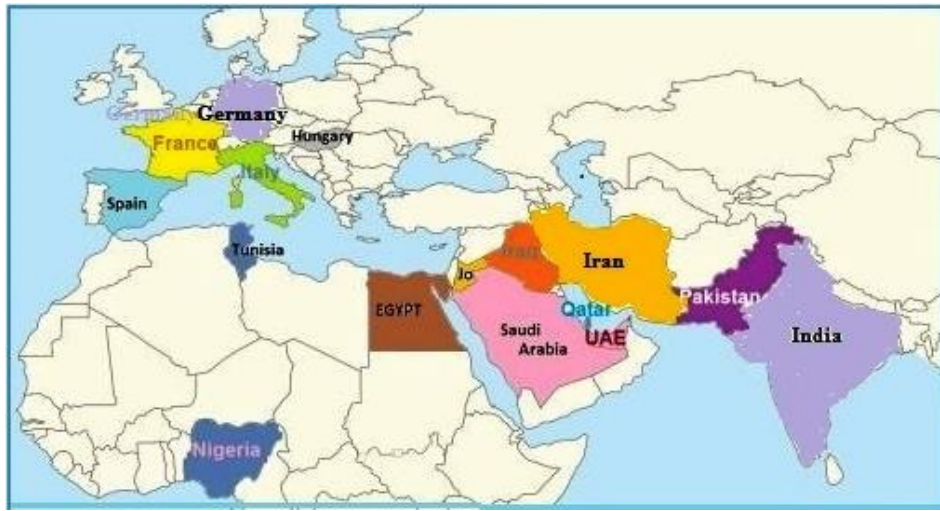 Germany
Germany
France
Hungary
Italy
Spain
Tunisia
Iraq
Iran
Jo
Pakistan
EGYPT
Qatar
Saudi
Arabia
UAE
India
Nigeria